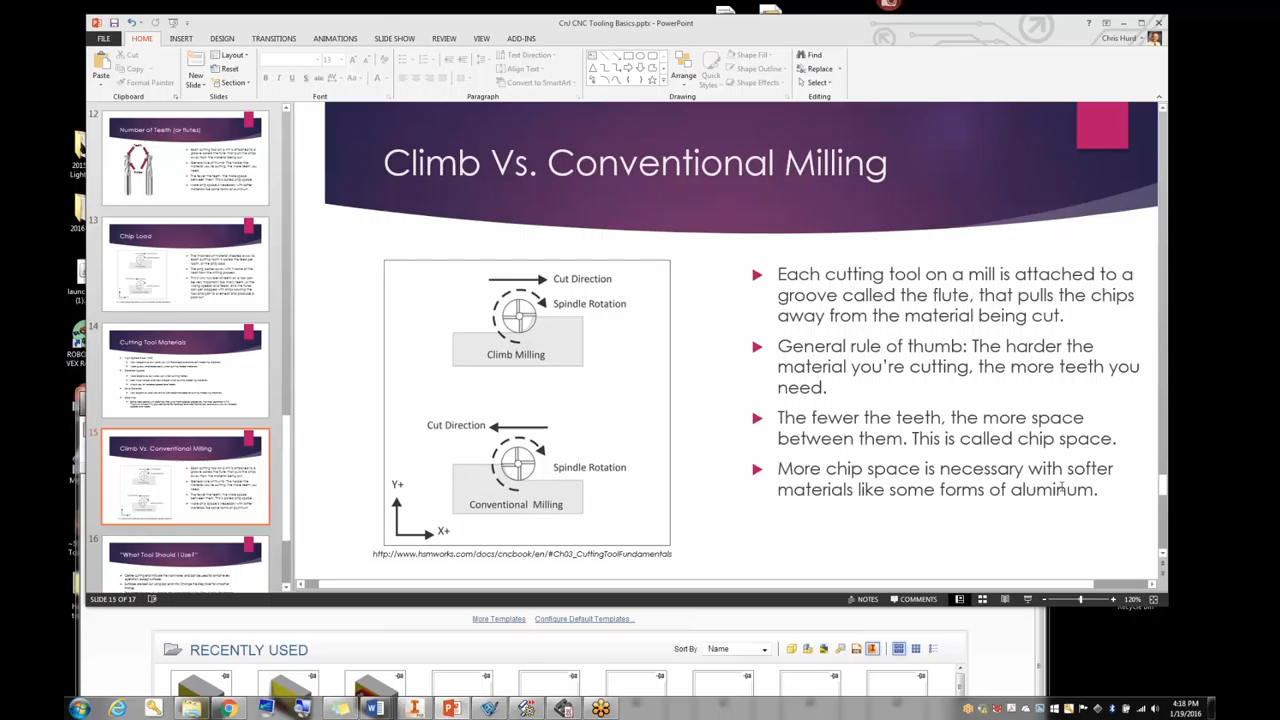 CnJ CNC Tooling Basics.pptx - PowerPoint
FILE HOME INSERT DESIGN TRANSITIONS ANIMATIONS SLIDE SHOW REVIEW VIEW ADD-INS
Chris Hurd
Paste
Cut
Copy
Format Painter
Clipboard
New
Slide
Layout
Reset
Section
Slides
13
Font
Text Direction
Align Text
Convert to SmartArt
Paragraph
Arrange
Quick
Styles
Shape Fill
Shape Outline
Shape Effects
Drawing
Find
Replace
Select
Editing
12
Number of Teeth (or flutes)
13
Chip Load
14
Cutting Tool Materials
15
Climb Vs. Conventional Milling
16
"What Tool Should I Use?"
Climb Vs. Conventional Milling
Cut Direction
Spindle Rotation
Climb Milling
Cut Direction
Spindle Rotation
Y+
Conventional Milling
X+
http://www.hsmworks.com/docs/cncbook/en/#Ch03_CuttingToolFundamentals
Each cutting tool on a mill is attached to a
groove called the flute, that pulls the chips
away from the material being cut.
General rule of thumb: The harder the
material you're cutting, the more teeth you
need.
The fewer the teeth, the more space
between them. This is called chip space.
More chip space is necessary with softer
materials like some forms of aluminum.
SLIDE 15 OF 17
NOTES
COMMENTS
120%
More Templates
Configure Default Templates...
RECENTLY USED
Sort By
Name
4:18 PM
1/19/2016